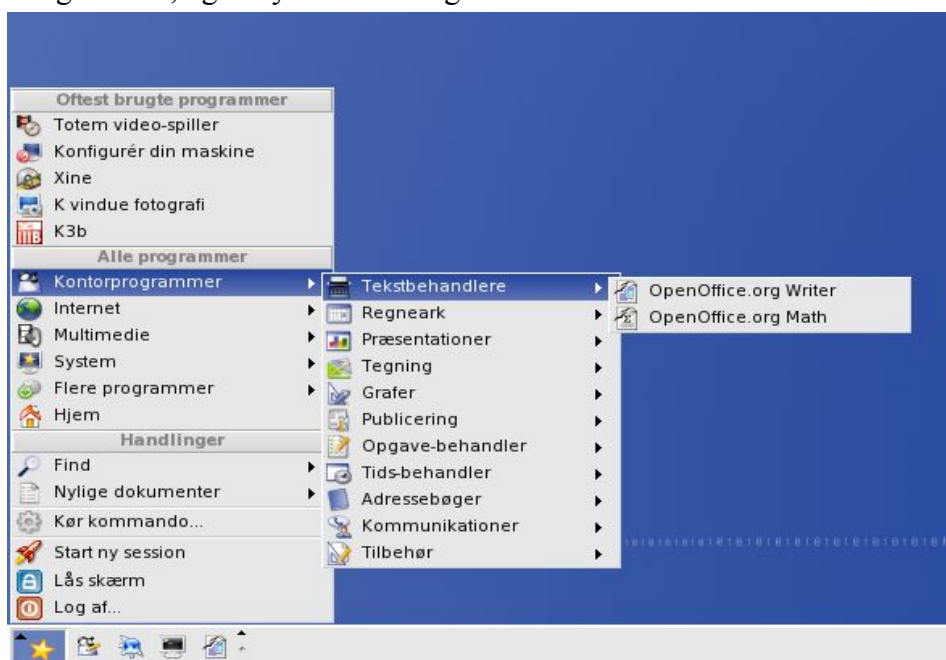 Oftest brugte programmer
Totem video-spiller
Konfigurér din maskine
Xine
K vindue fotografi
K3b
Alle programmer
Kontorprogrammer
Internet
Multimedie
System
Flere programmer
Hjem
Handlinger
Find
Nylige dokumenter
Kør kommando...
Start ny session
Lås skærm
Log af...
Tekstbehandlere
Regneark
Præsentationer
Tegning
Grafer
Publicering
Opgave-behandler
Tids-behandler
Adressebøger
Kommunikationer
Tilbehør
OpenOffice.org Writer
OpenOffice.org Math